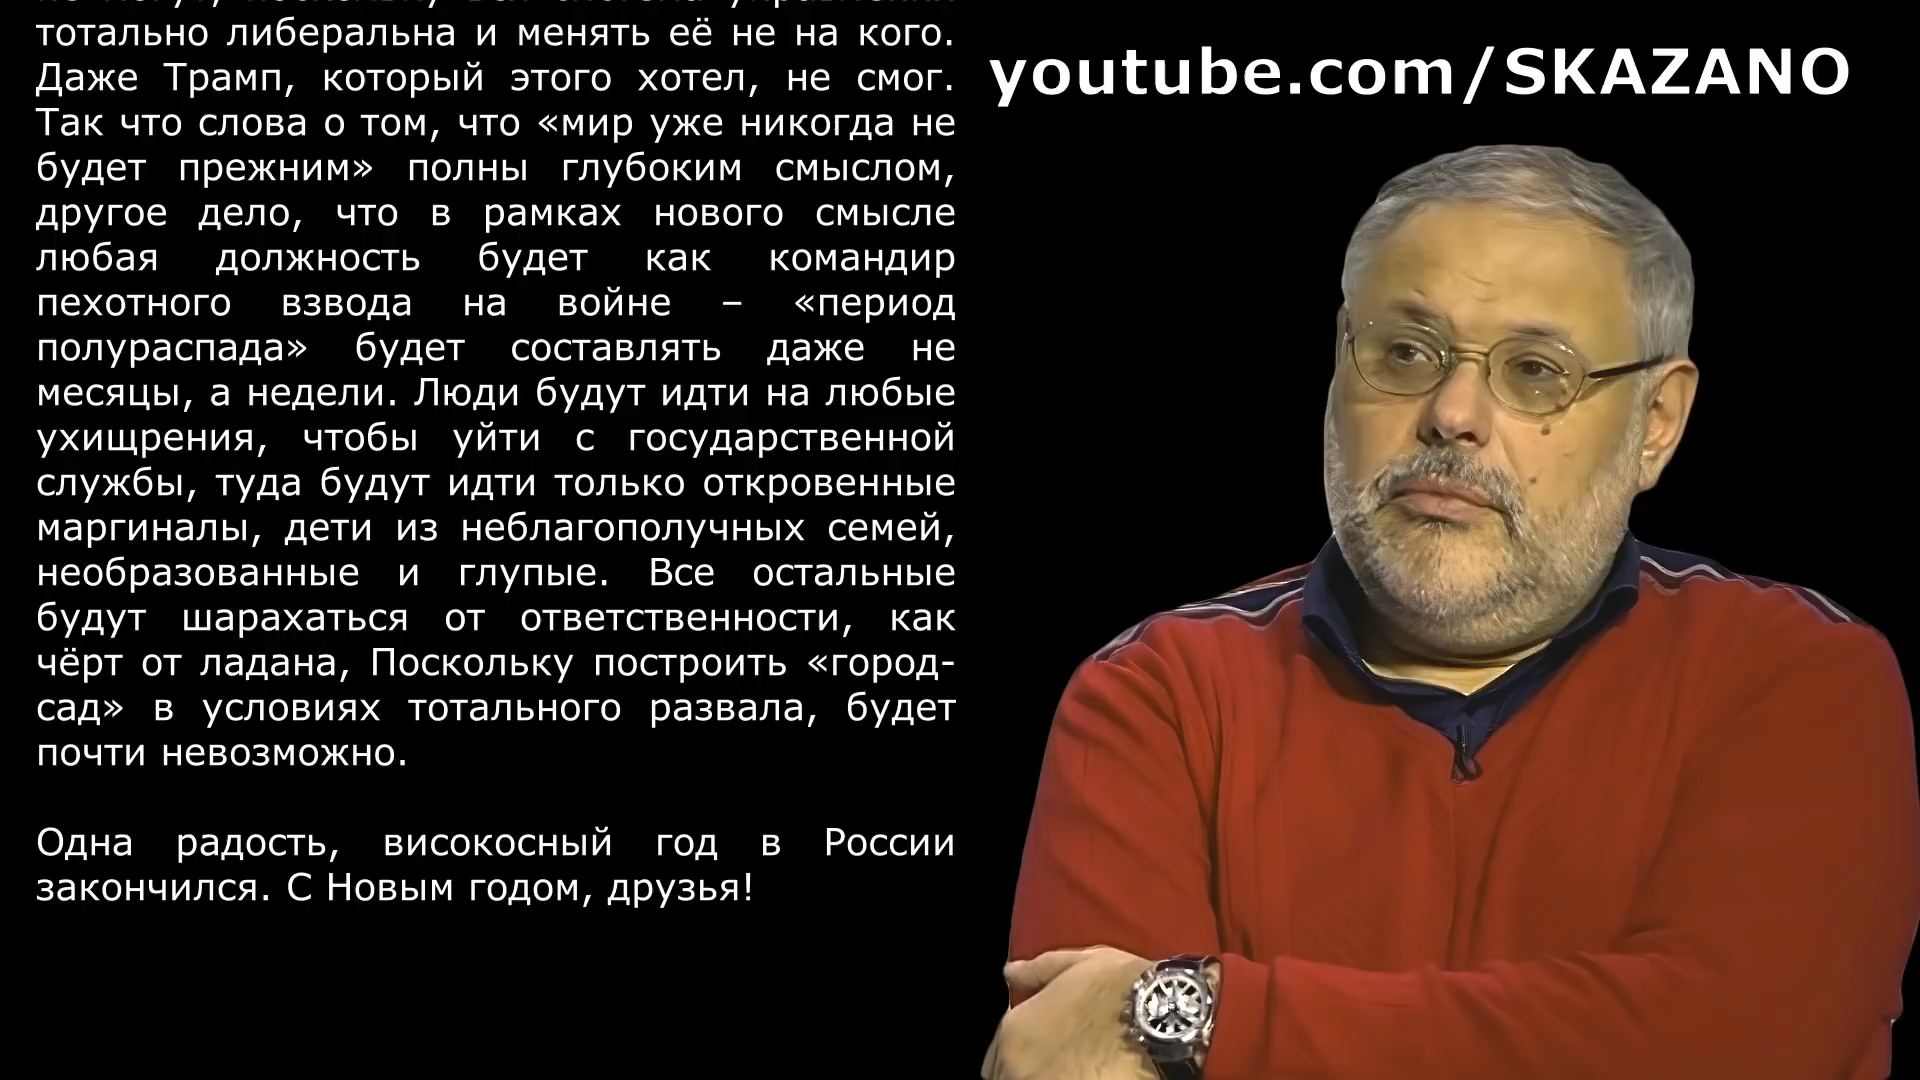 тотально либеральна и менять её не на кого.
Даже Трамп, который этого хотел, не смог.
Так что слова о том, что «мир уже никогда не
будет прежним» полны глубоким смыслом,
другое дело, что в рамках нового смысле
любая должность будет как командир
пехотного взвода на войне – «период
полураспада» будет составлять даже не
месяцы, а недели. Люди будут идти на любые
ухищрения, чтобы уйти с государственной
службы, туда будут идти только откровенные
маргиналы, дети из неблагополучных семей,
необразованные и глупые. Все остальные
будут шарахаться от ответственности, как
чёрт от ладана, Поскольку построить «город-
сад» в условиях тотального развала, будет
почти невозможно.
Одна радость, високосный год в России
закончился. С Новым годом, друзья!
youtube.com/SKAZANO